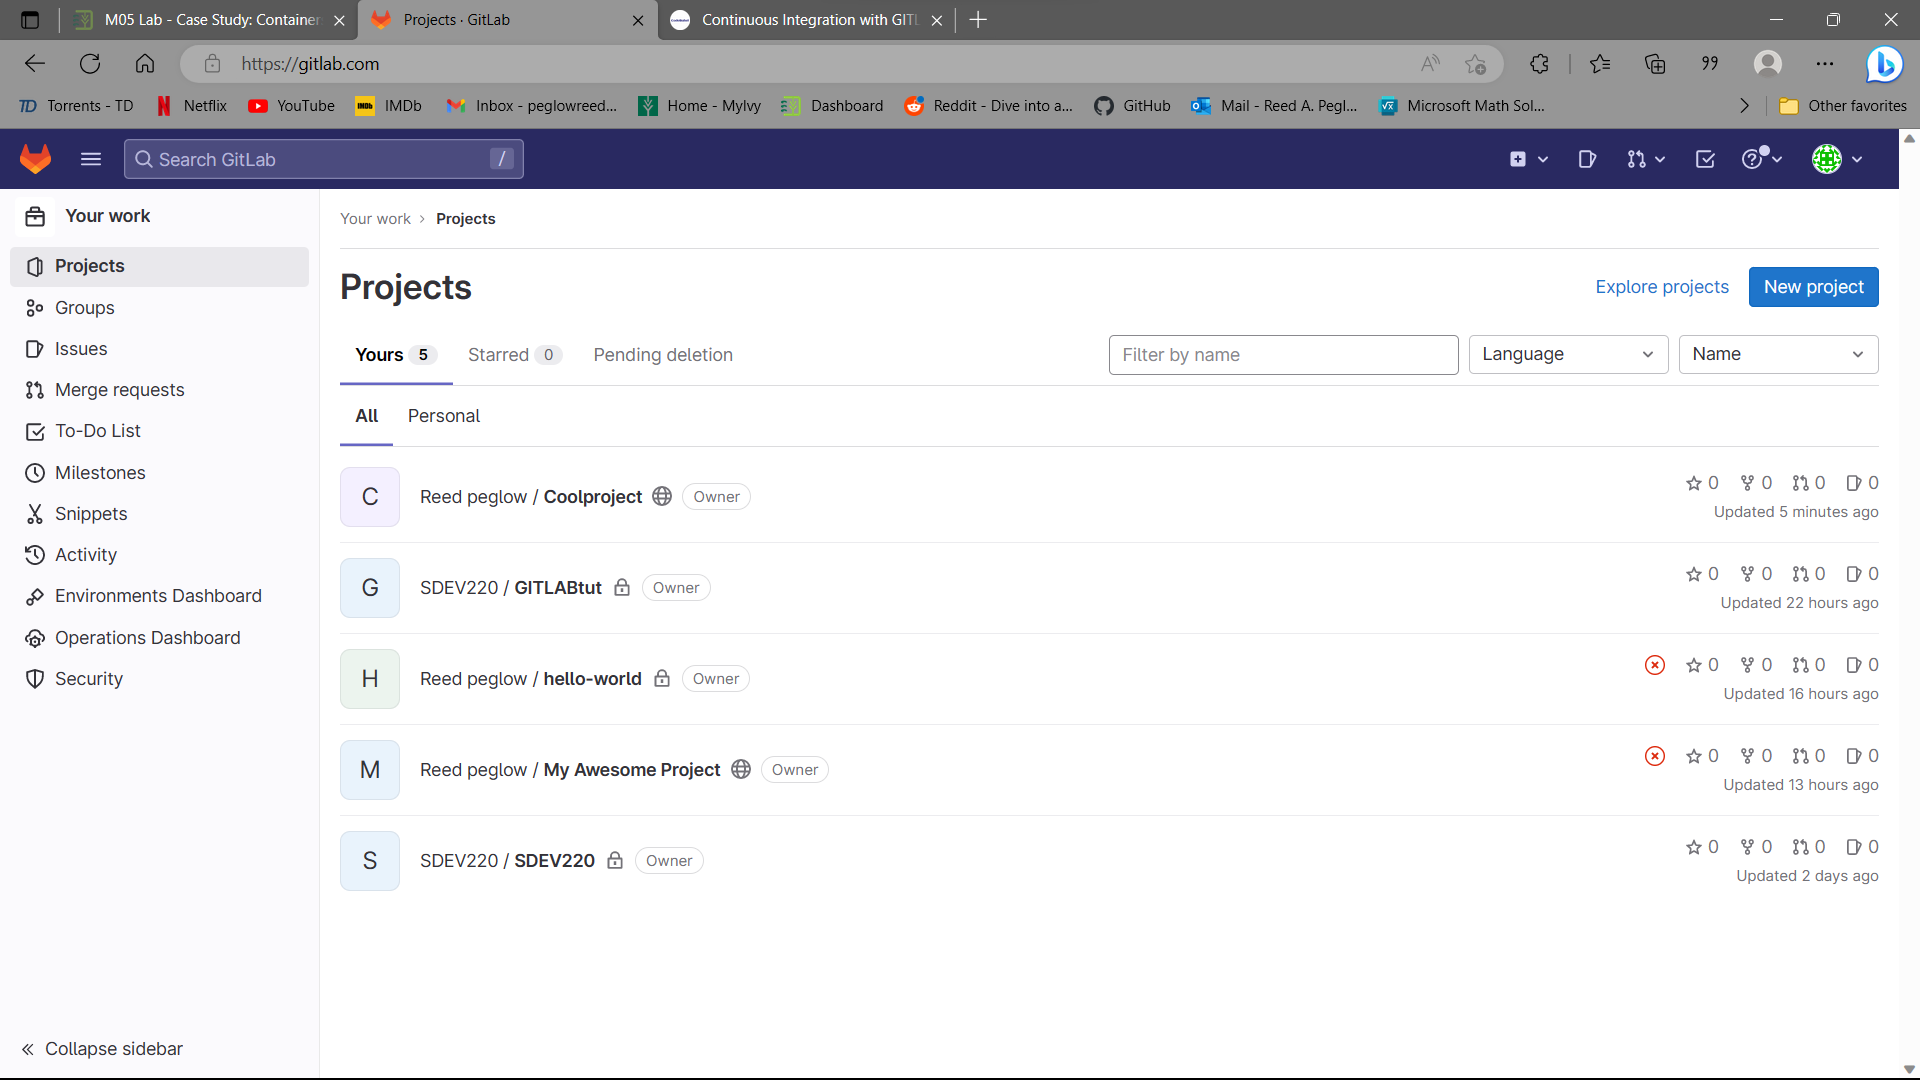 M05 Lab - Case Study: Container
Projects · GitLab
Continuous Integration with GITL
https://gitlab.com
Torrents - TD
Netflix
YouTube
IMDb
Inbox - peglowreed...
Home - MyIvy
Dashboard
Reddit - Dive into a...
GitHub
Mail - Reed A. Pegl...
Microsoft Math Sol...
Other favorites
Search GitLab
/
Your work
Projects
Groups
Issues
Merge requests
To-Do List
Milestones
Snippets
Activity
Environments Dashboard
Operations Dashboard
Security
Collapse sidebar
Your work > Projects
Projects
Explore projects
New project
Yours 5
Starred 0
Pending deletion
Filter by name
Language
Name
All
Personal
C
Reed peglow / Coolproject
Owner
0 0 0 0
Updated 5 minutes ago
G
SDEV220 / GITLABtut
Owner
0 0 0 0
Updated 22 hours ago
H
Reed peglow / hello-world
Owner
0 0 0 0
Updated 16 hours ago
M
Reed peglow / My Awesome Project
Owner
0 0 0 0
Updated 13 hours ago
S
SDEV220 / SDEV220
Owner
0 0 0 0
Updated 2 days ago